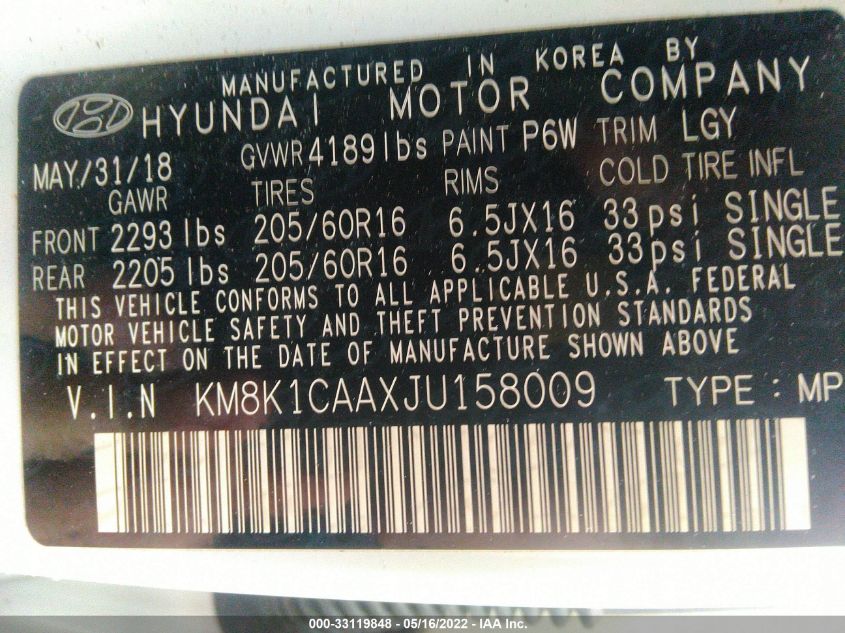 MANUFACTURED IN KOREA BY
HYUNDAI MOTOR COMPANY
MAY/31/18 GVWR 4189 lbs PAINT P6W TRIM LGY
GAWR TIRES RIMS COLD TIRE INFL
FRONT 2293 lbs 205/60R16 6.5JX16 33psi SINGLE
REAR 2205 lbs 205/60R16 6.5JX16 33psi SINGLE
THIS VEHICLE CONFORMS TO ALL APPLICABLE U.S.A. FEDERAL
MOTOR VEHICLE SAFETY AND THEFT PREVENTION STANDARDS
IN EFFECT ON THE DATE OF MANUFACTURE SHOWN ABOVE
V.I.N KM8K1CAAXJU158009 TYPE : MP
000-33119848 - 05/16/2022 - IAA Inc.